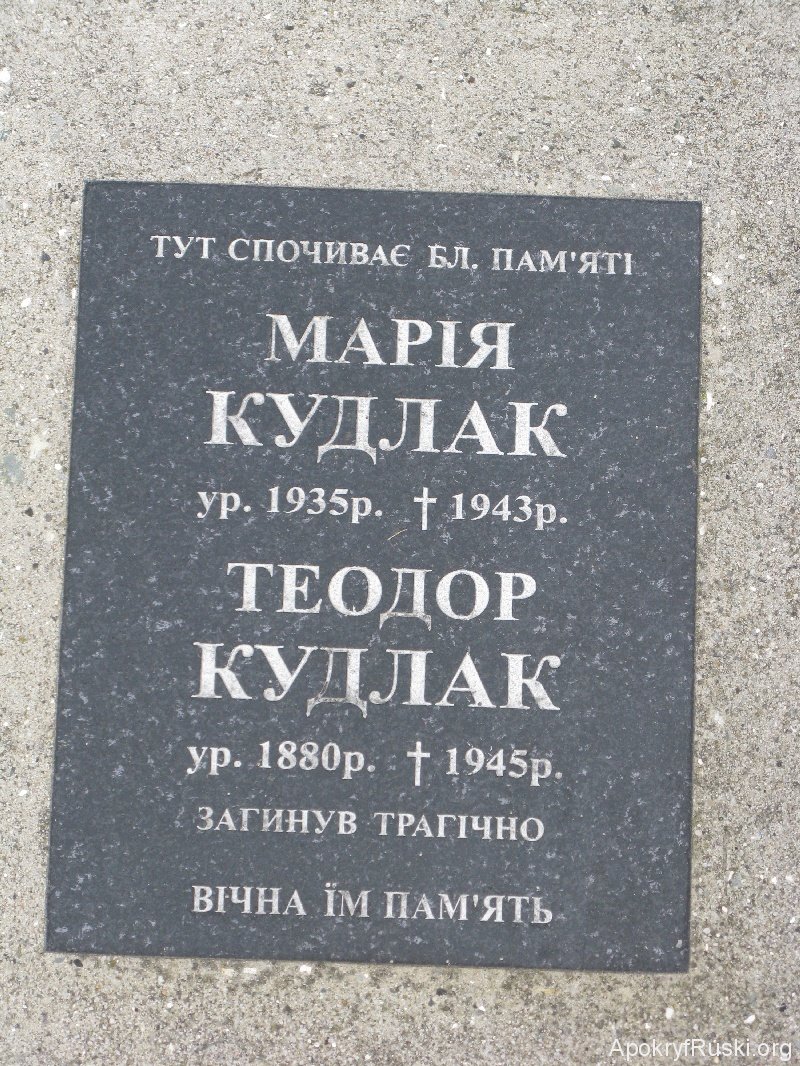 ТУТ СПОЧИВАЄ БЛ. ПАМ'ЯТІ
МАРІЯ
КУДЛАК
ур. 1935р. † 1943р.
ТЕОДОР
КУДЛАК
ур. 1880р. † 1945р.
ЗАГИНУВ ТРАГІЧНО
ВІЧНА ЇМ ПАМ'ЯТЬ
ApokryfRuski.org